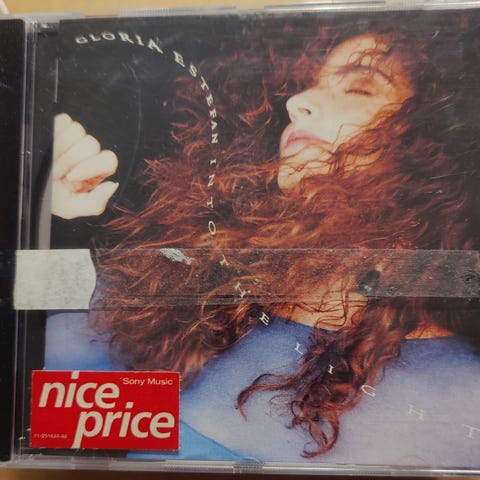 GLORIA ESTEFAN INTO THE LIGHT
Sony Music
nice
price